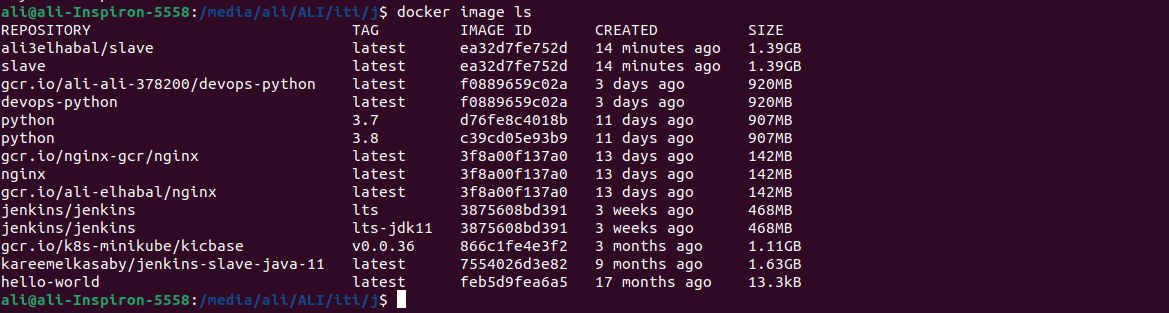 ali@ali-Inspiron-5558:/media/ali/ALI/iti/j$ docker image ls
REPOSITORY TAG IMAGE ID CREATED SIZE
ali3elhabal/slave latest ea32d7fe752d 14 minutes ago 1.39GB
slave latest ea32d7fe752d 14 minutes ago 1.39GB
gcr.io/ali-ali-378200/devops-python latest f0889659c02a 3 days ago 920MB
devops-python latest f0889659c02a 3 days ago 920MB
python 3.7 d76fe8c4018b 11 days ago 907MB
python 3.8 c39cd05e93b9 11 days ago 907MB
gcr.io/nginx-gcr/nginx latest 3f8a00f137a0 13 days ago 142MB
nginx latest 3f8a00f137a0 13 days ago 142MB
gcr.io/ali-elhabal/nginx latest 3f8a00f137a0 13 days ago 142MB
jenkins/jenkins lts 3875608bd391 3 weeks ago 468MB
jenkins/jenkins lts-jdk11 3875608bd391 3 weeks ago 468MB
gcr.io/k8s-minikube/kicbase v0.0.36 866c1fe4e3f2 3 months ago 1.11GB
kareemelkasaby/jenkins-slave-java-11 latest 7554026d3e82 9 months ago 1.63GB
hello-world latest feb5d9fea6a5 17 months ago 13.3kB
ali@ali-Inspiron-5558:/media/ali/ALI/iti/j$